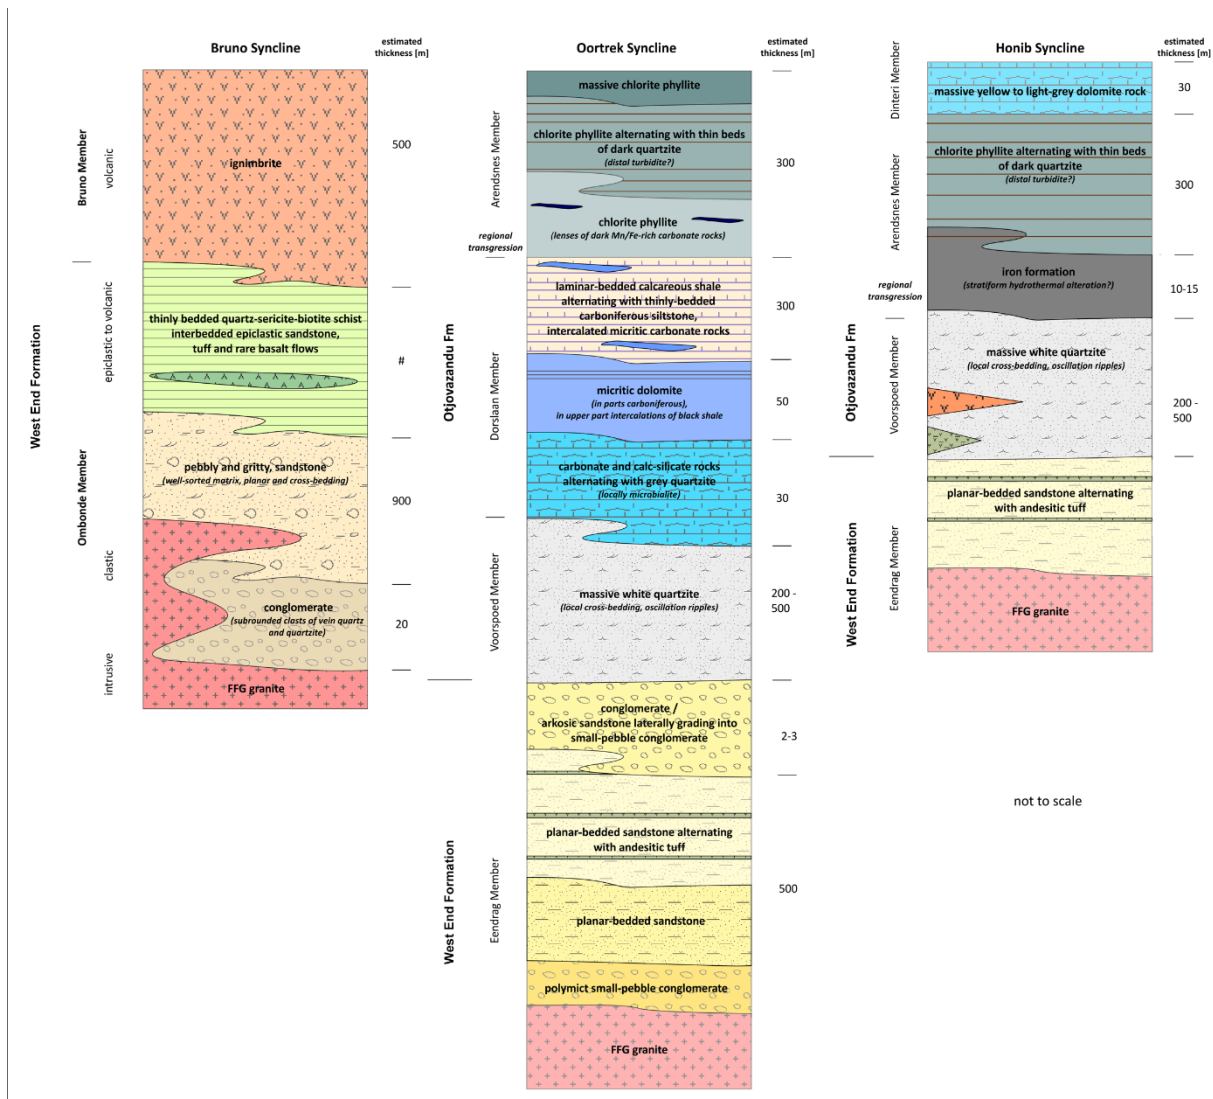 Bruno Syncline
estimated
thickness [m]
Bruno Member
volcanic
ignimbrite
500
West End Formation
epiclastic to volcanic
thinly bedded quartz-sericite-biotite schist
interbedded epiclastic sandstone,
tuff and rare basalt flows
#
Ombonde Member
clastic
pebbly and gritty, sandstone
(well-sorted matrix, planar and cross-bedding)
900
conglomerate
(subrounded clasts of vein quartz
and quartzite)
20
intrusive
FFG granite
Oortrek Syncline
estimated
thickness [m]
Otjovazandu Fm
Arendsnes Member
massive chlorite phyllite
chlorite phyllite alternating with thin beds
of dark quartzite
(distal turbidite?)
300
chlorite phyllite
(lenses of dark Mn/Fe-rich carbonate rocks)
regional
transgression
Dorslaan Member
laminar-bedded calcareous shale
alternating with thinly-bedded
carboniferous siltstone,
intercalated micritic carbonate rocks
300
micritic dolomite
(in parts carboniferous),
in upper part intercalations of black shale
50
carbonate and calc-silicate rocks
alternating with grey quartzite
(locally microbialite)
30
Voorspoed Member
massive white quartzite
(local cross-bedding, oscillation ripples)
200 -
500
West End Formation
Eendrag Member
conglomerate /
arkosic sandstone laterally grading into
small-pebble conglomerate
2-3
planar-bedded sandstone alternating
with andesitic tuff
500
planar-bedded sandstone
polymict small-pebble conglomerate
FFG granite
Honib Syncline
estimated
thickness [m]
Dinteri Member
massive yellow to light-grey dolomite rock
30
Otjovazandu Fm
Arendsnes Member
chlorite phyllite alternating with thin beds
of dark quartzite
(distal turbidite?)
300
iron formation
(stratiform hydrothermal alteration?)
10-15
regional
transgression
Voorspoed Member
massive white quartzite
(local cross-bedding, oscillation ripples)
200 -
500
West End Formation
Eendrag Member
planar-bedded sandstone alternating
with andesitic tuff
FFG granite
not to scale